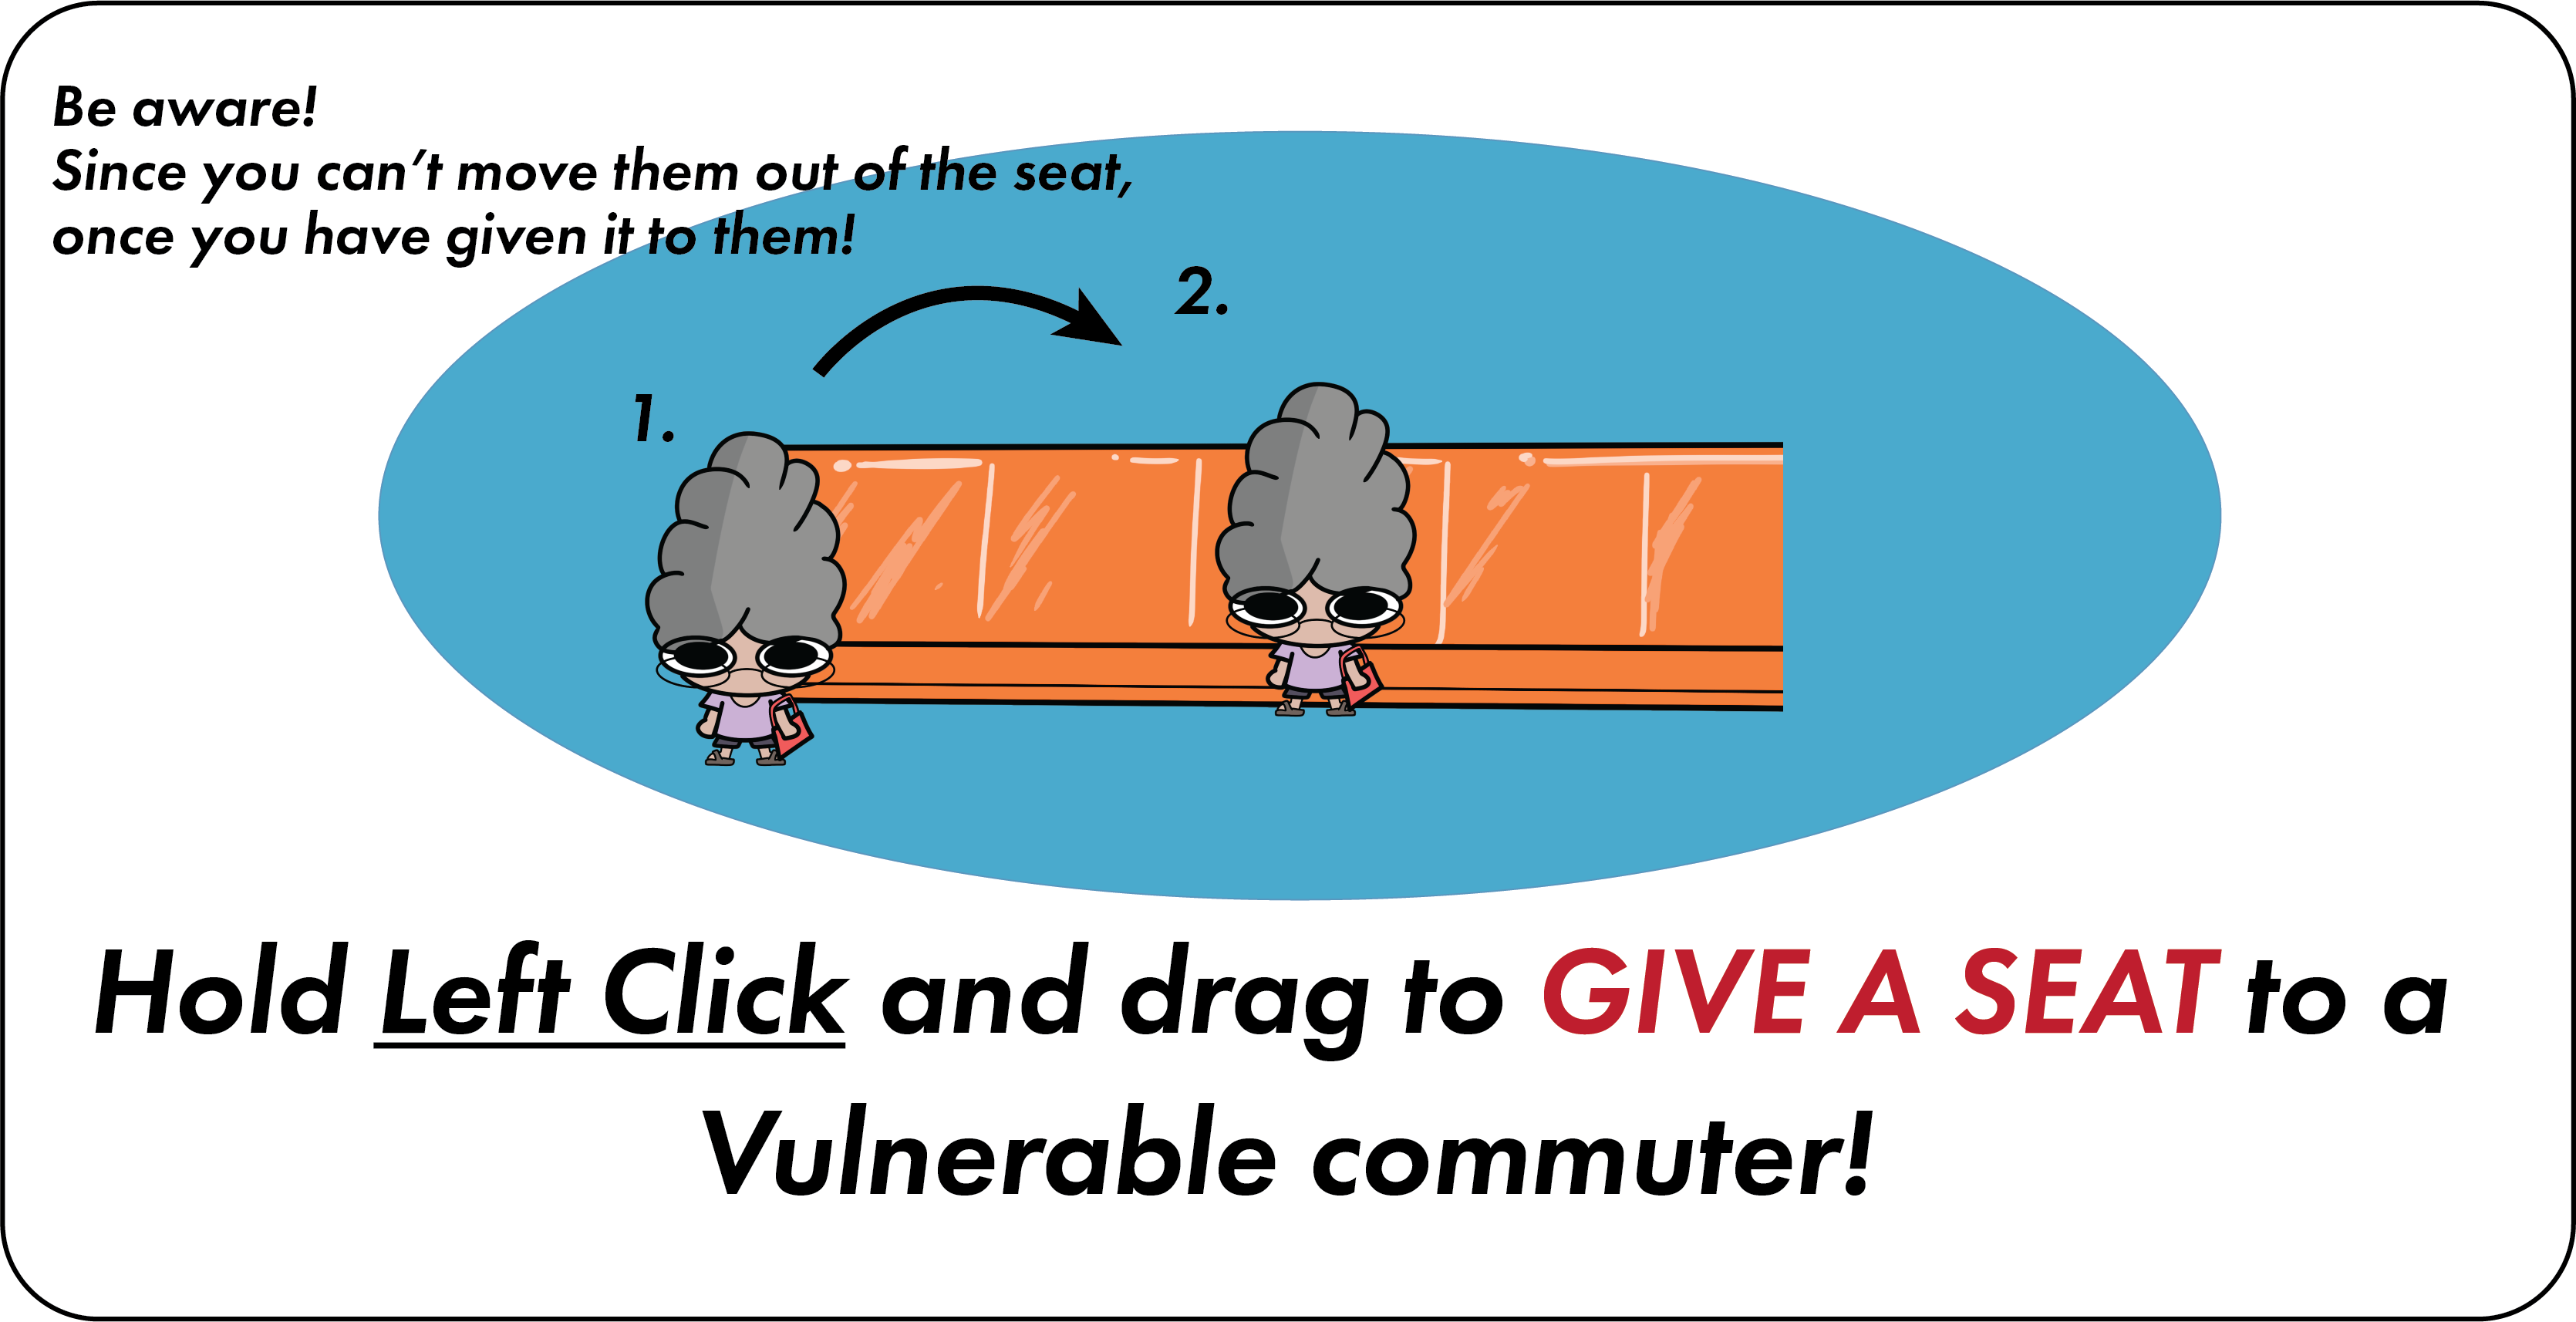 Be aware!
Since you can't move them out of the seat,
once you have given it to them!
2.
1.
Hold Left Click and drag to GIVE A SEAT to a
Vulnerable commuter!